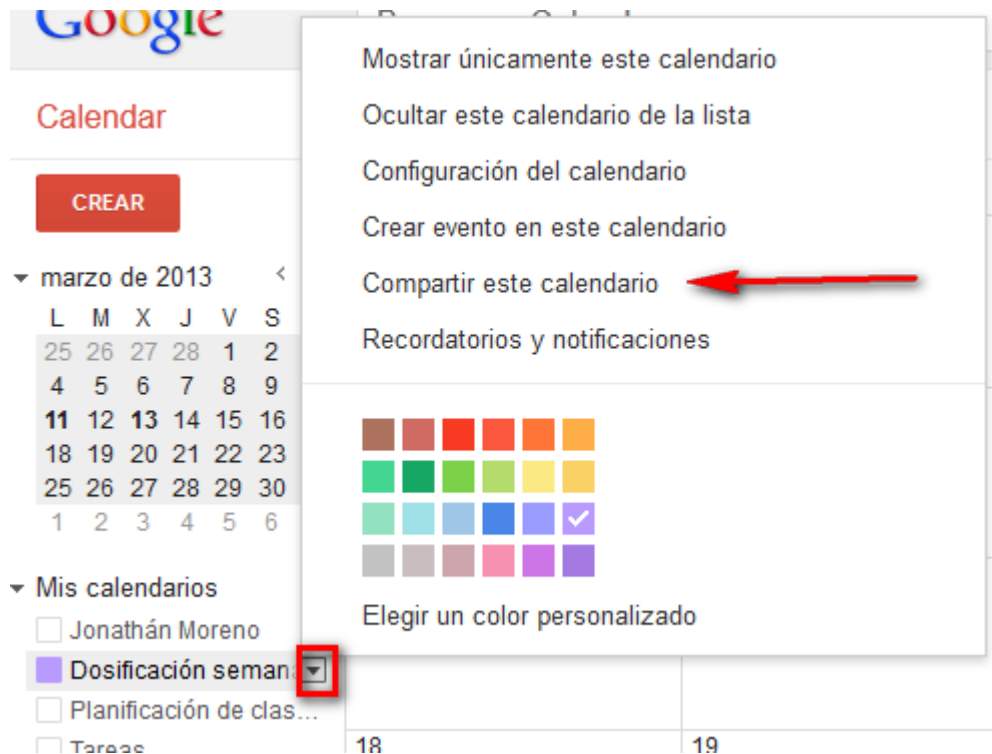 Google
Calendar
CREAR
marzo de 2013
L M X J V S
25 26 27 28 1 2
4 5 6 7 8 9
11 12 13 14 15 16
18 19 20 21 22 23
25 26 27 28 29 30
1 2 3 4 5 6
Mis calendarios
Jonathán Moreno
Dosificación seman
Planificación de clas...
Tareas
Mostrar únicamente este calendario
Ocultar este calendario de la lista
Configuración del calendario
Crear evento en este calendario
Compartir este calendario
Recordatorios y notificaciones
Elegir un color personalizado
18 19